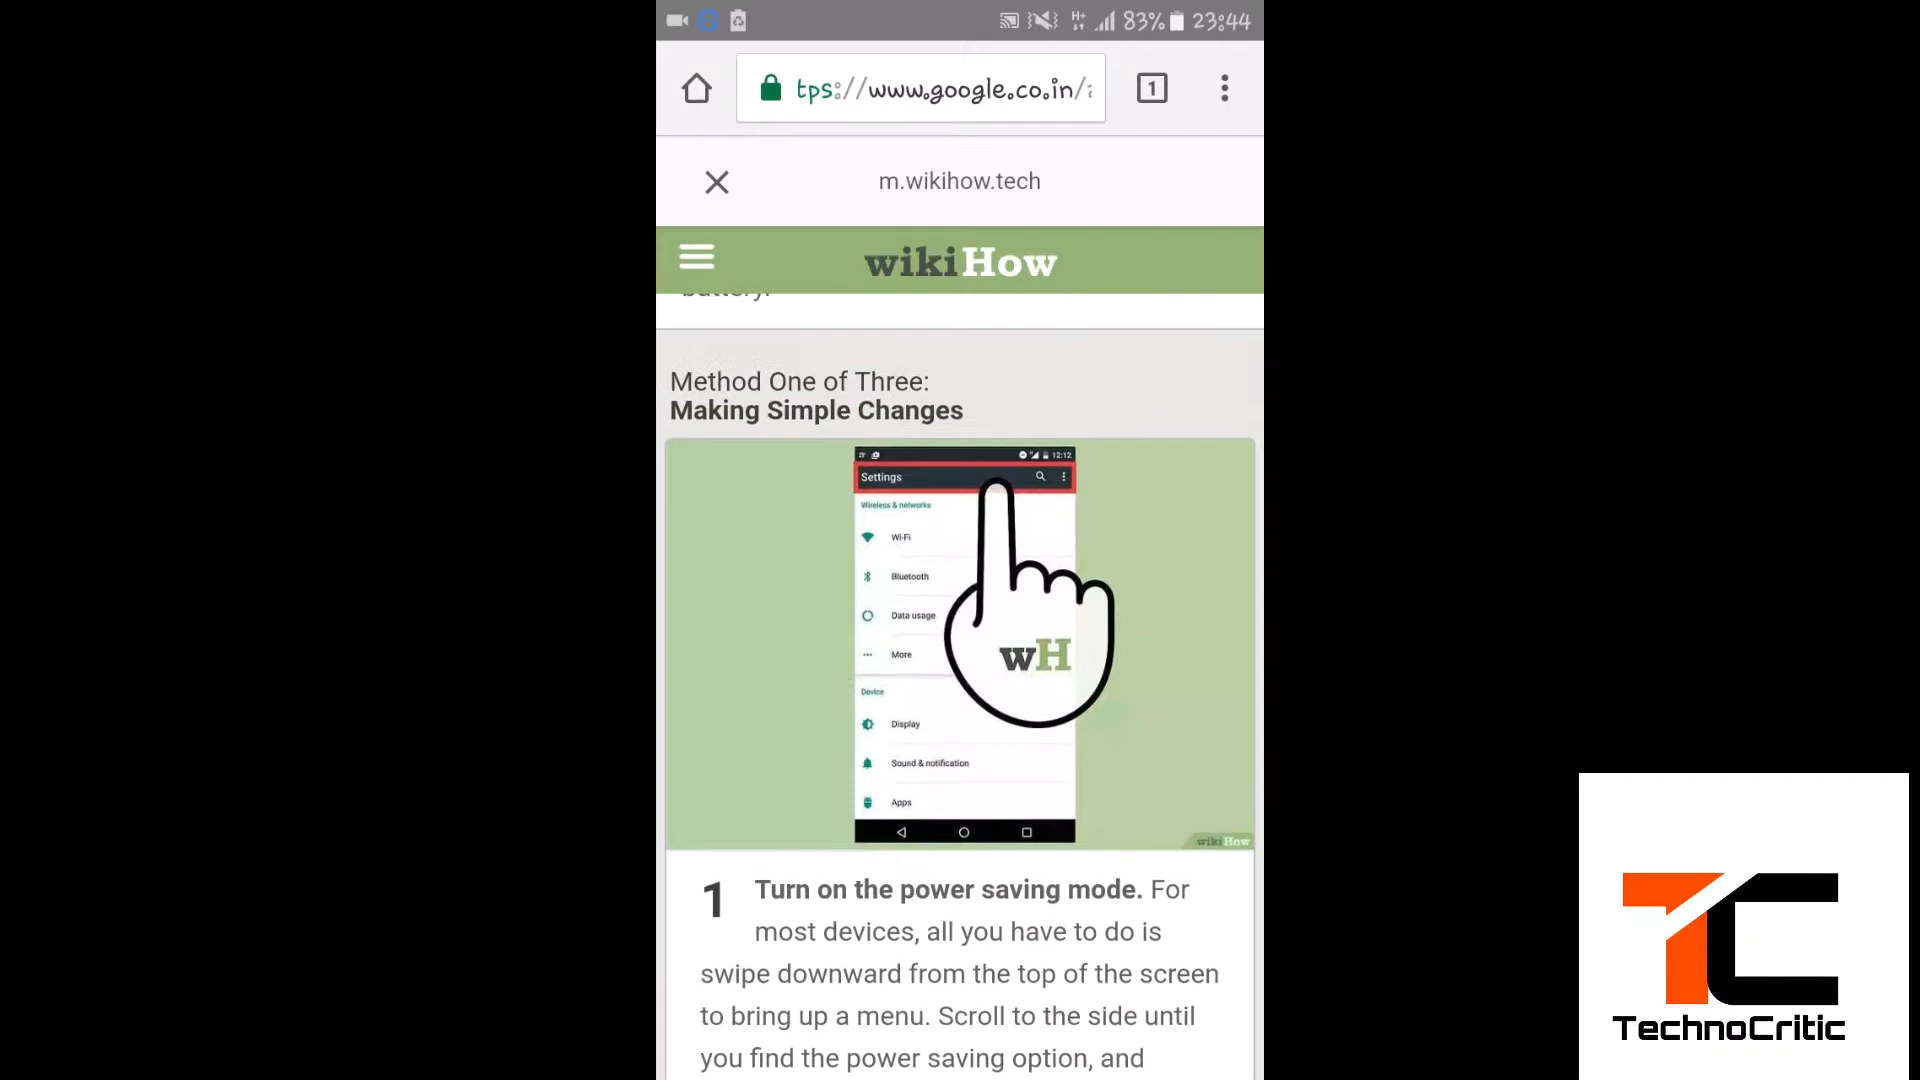 83% 23:44
tps://www.google.co.in/
1
m.wikihow.tech
wikiHow
battery.
Method One of Three:
Making Simple Changes
12:12
Settings
Wireless & networks
Wi-Fi
Bluetooth
Data usage
More
wH
Device
Display
Sound & notification
Apps
wikiHow
1 Turn on the power saving mode. For
most devices, all you have to do is
swipe downward from the top of the screen
to bring up a menu. Scroll to the side until
you find the power saving option, and
TC
TechnoCritic